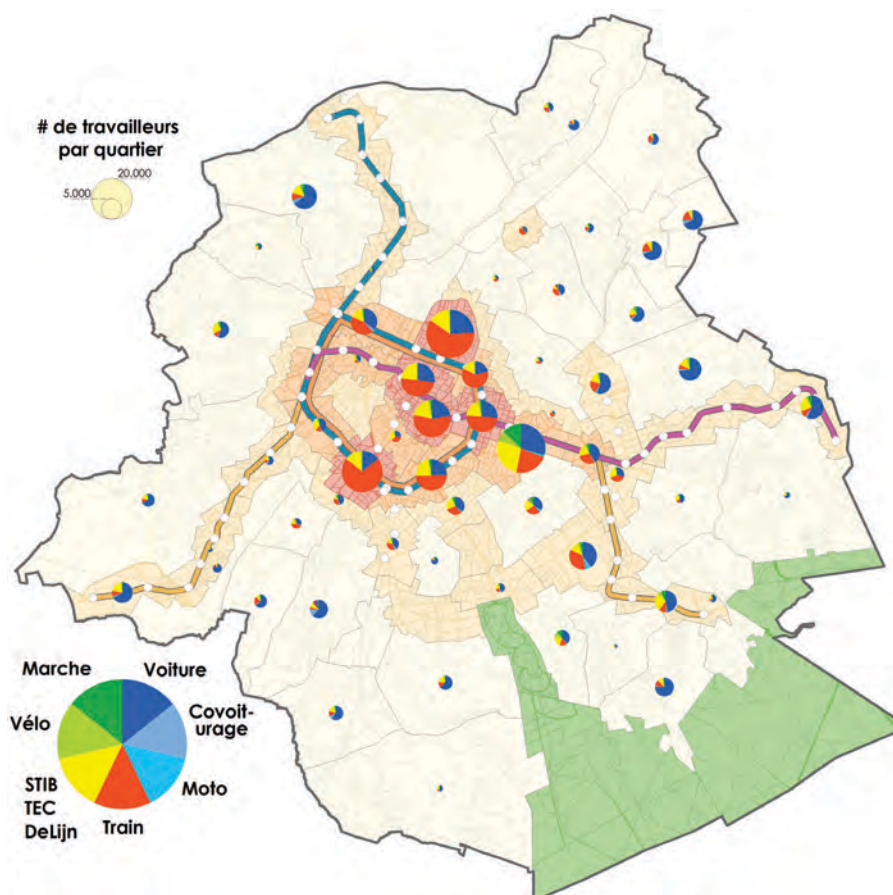 # de travailleurs
par quartier
20.000
5.000
Marche
Voiture
Vélo
Covoit-
urage
STIB
TEC
DeLijn
Moto
Train